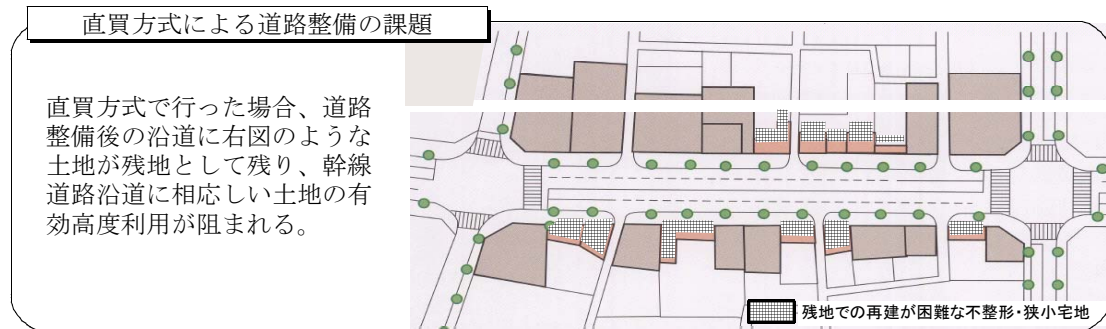 直買方式による道路整備の課題
直買方式で行った場合、道路
整備後の沿道に右図のような
土地が残地として残り、幹線
道路沿道に相応しい土地の有
効高度利用が阻まれる。
残地での再建が困難な不整形・狭小宅地